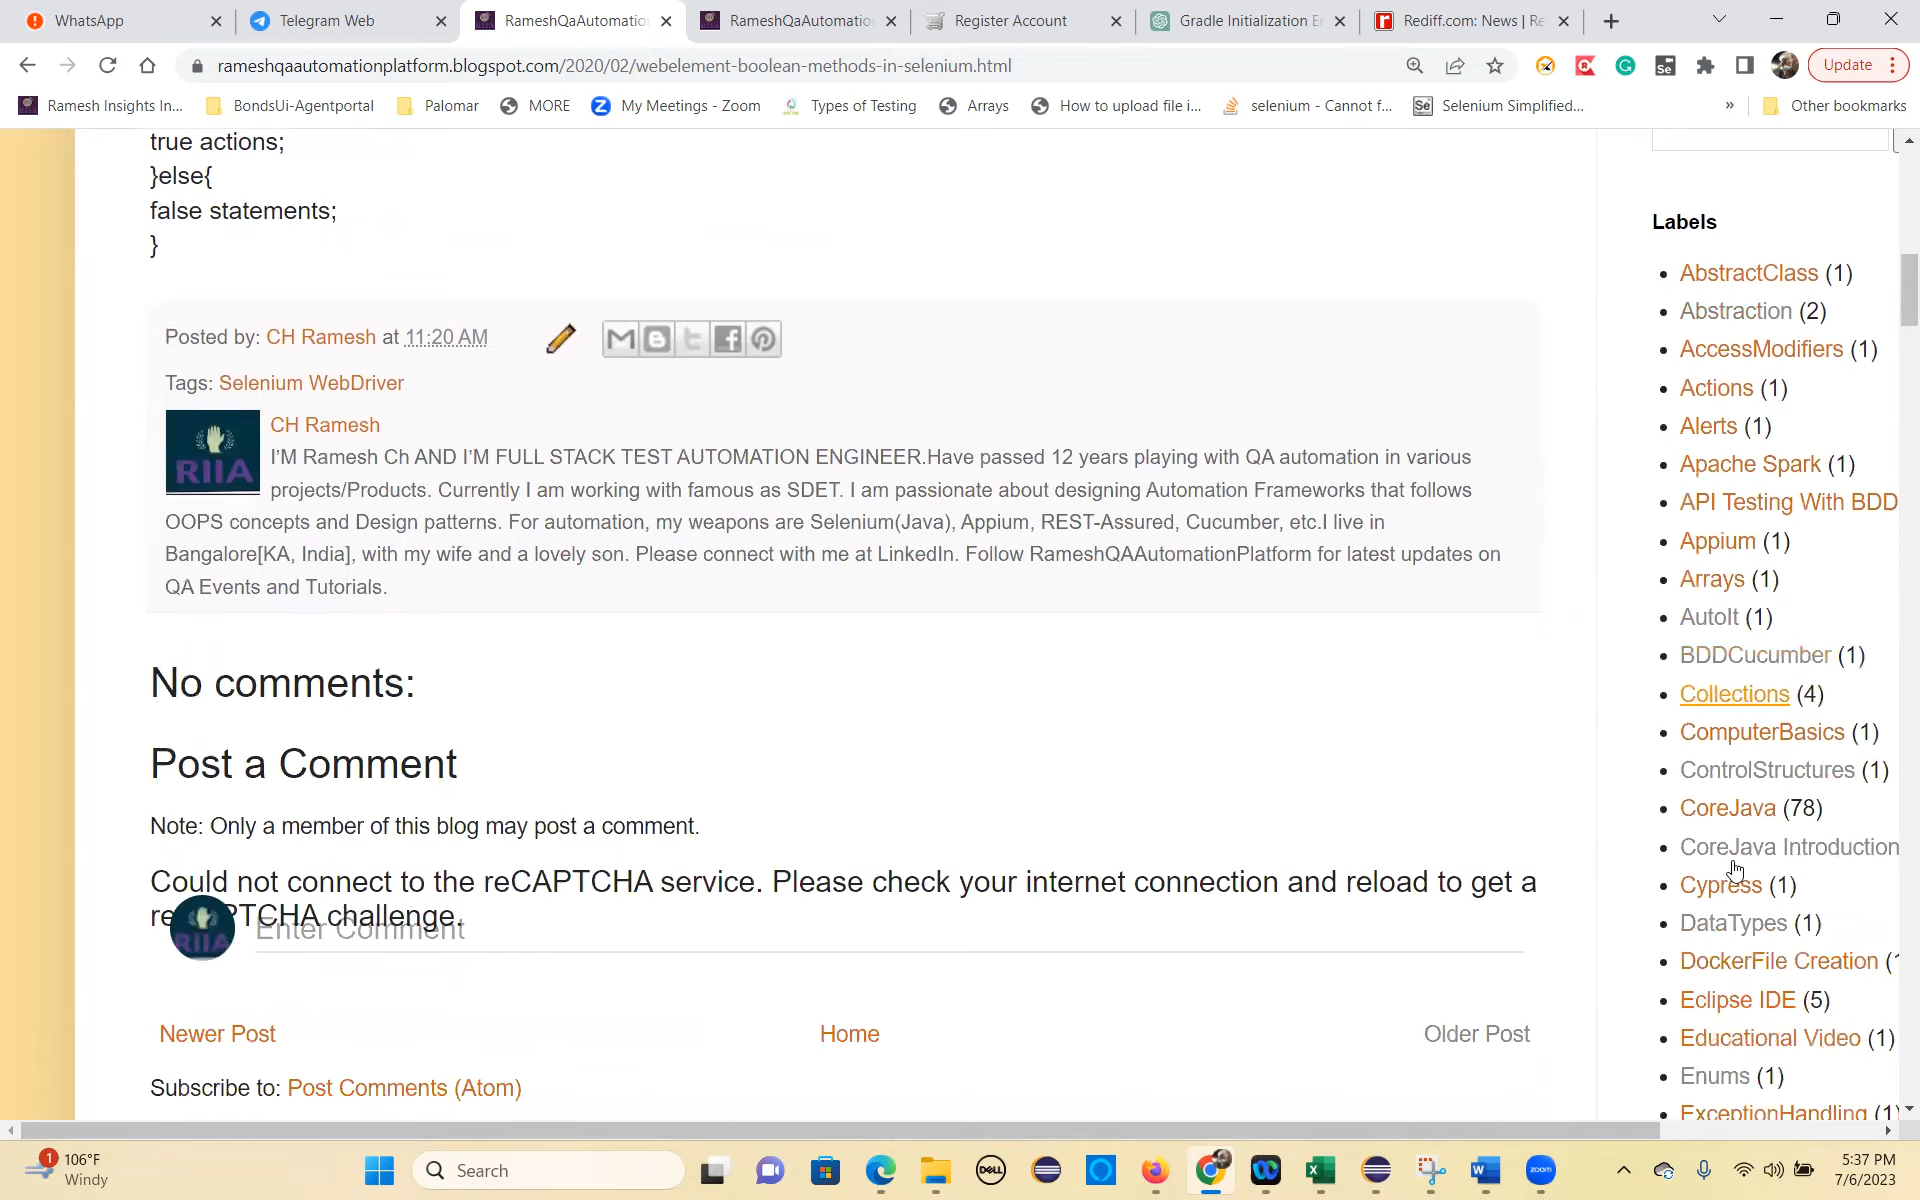 WhatsApp
Telegram Web
RameshQaAutomatio
RameshQaAutomatio
Register Account
Gradle Initialization E
Rediff.com: News | Re
rameshqaautomationplatform.blogspot.com/2020/02/webelement-boolean-methods-in-selenium.html
Update
Ramesh Insights In...
BondsUi-Agentportal
Palomar
MORE
My Meetings - Zoom
Types of Testing
Arrays
How to upload file i...
selenium - Cannot f...
Selenium Simplified...
»
Other bookmarks
true actions;
}else{
false statements;
}
Posted by: CH Ramesh at 11:20 AM
Tags: Selenium WebDriver
RIIA
CH Ramesh
I'M Ramesh Ch AND I'M FULL STACK TEST AUTOMATION ENGINEER.Have passed 12 years playing with QA automation in various
projects/Products. Currently I am working with famous as SDET. I am passionate about designing Automation Frameworks that follows
OOPS concepts and Design patterns. For automation, my weapons are Selenium(Java), Appium, REST-Assured, Cucumber, etc.I live in
Bangalore[KA, India], with my wife and a lovely son. Please connect with me at LinkedIn. Follow RameshQAAutomationPlatform for latest updates on
QA Events and Tutorials.
No comments:
Post a Comment
Note: Only a member of this blog may post a comment.
Could not connect to the reCAPTCHA service. Please check your internet connection and reload to get a
challenge.
RIIA
Enter Comment
Newer Post
Home
Older Post
Subscribe to: Post Comments (Atom)
Labels
AbstractClass (1)
Abstraction (2)
AccessModifiers (1)
Actions (1)
Alerts (1)
Apache Spark (1)
API Testing With BDD
Appium (1)
Arrays (1)
AutoIt (1)
BDDCucumber (1)
Collections (4)
ComputerBasics (1)
ControlStructures (1)
CoreJava (78)
CoreJava Introduction
Cypress (1)
DataTypes (1)
DockerFile Creation (1
Eclipse IDE (5)
Educational Video (1)
Enums (1)
ExceptionHandling (1)
1
106°F
Windy
Search
DELL
zoom
5:37 PM
7/6/2023